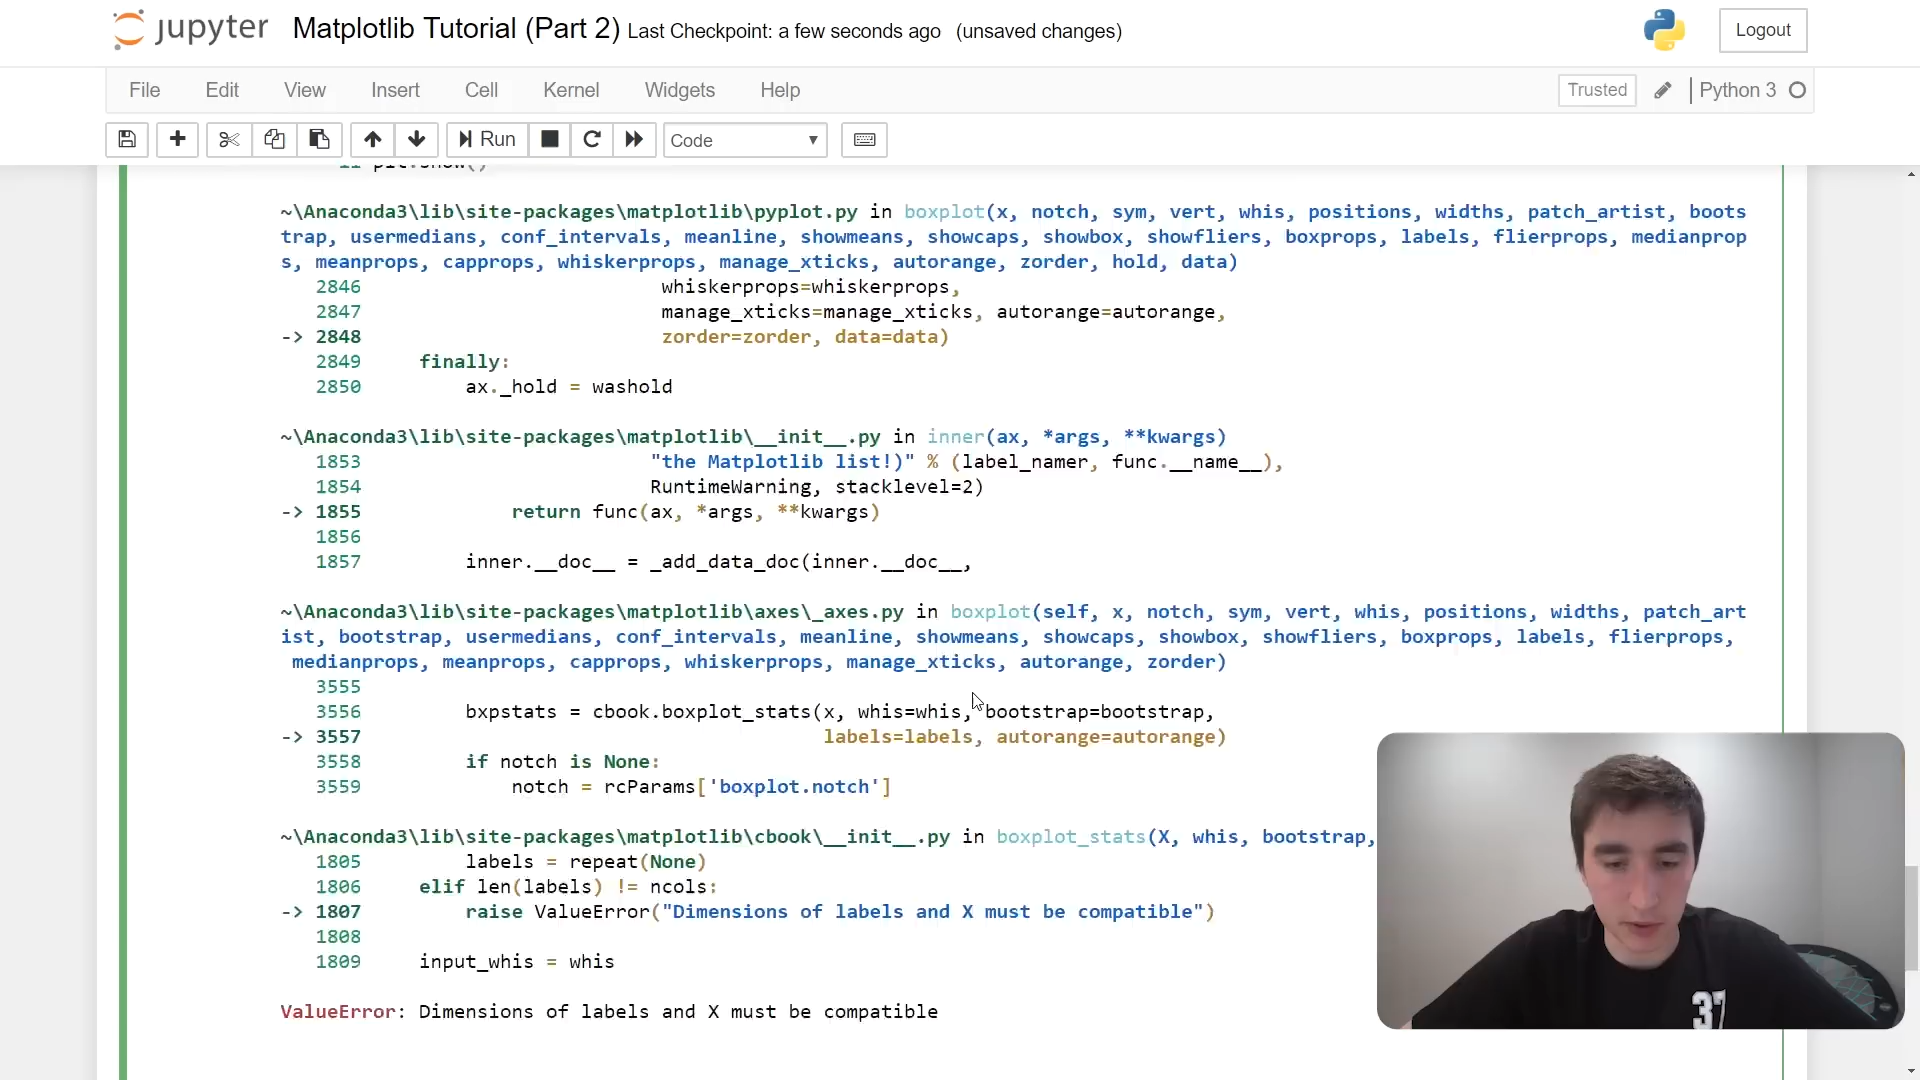 jupyter Matplotlib Tutorial (Part 2) Last Checkpoint: a few seconds ago (unsaved changes) Logout
File Edit View Insert Cell Kernel Widgets Help Trusted Python 3
Run Code
11 plt.show()
~\Anaconda3\lib\site-packages\matplotlib\pyplot.py in boxplot(x, notch, sym, vert, whis, positions, widths, patch_artist, boots
trap, usermedians, conf_intervals, meanline, showmeans, showcaps, showbox, showfliers, boxprops, labels, flierprops, medianprop
s, meanprops, capprops, whiskerprops, manage_xticks, autorange, zorder, hold, data)
2846 whiskerprops=whiskerprops,
2847 manage_xticks=manage_xticks, autorange=autorange,
-> 2848 zorder=zorder, data=data)
2849 finally:
2850 ax._hold = washold
~\Anaconda3\lib\site-packages\matplotlib\__init__.py in inner(ax, *args, **kwargs)
1853 "the Matplotlib list!)" % (label_namer, func.__name__),
1854 RuntimeWarning, stacklevel=2)
-> 1855 return func(ax, *args, **kwargs)
1856
1857 inner.__doc__ = _add_data_doc(inner.__doc__,
~\Anaconda3\lib\site-packages\matplotlib\axes\_axes.py in boxplot(self, x, notch, sym, vert, whis, positions, widths, patch_art
ist, bootstrap, usermedians, conf_intervals, meanline, showmeans, showcaps, showbox, showfliers, boxprops, labels, flierprops,
medianprops, meanprops, capprops, whiskerprops, manage_xticks, autorange, zorder)
3555
3556 bxpstats = cbook.boxplot_stats(x, whis=whis, bootstrap=bootstrap,
-> 3557 labels=labels, autorange=autorange)
3558 if notch is None:
3559 notch = rcParams['boxplot.notch']
~\Anaconda3\lib\site-packages\matplotlib\cbook\__init__.py in boxplot_stats(X, whis, bootstrap,
1805 labels = repeat(None)
1806 elif len(labels) != ncols:
-> 1807 raise ValueError("Dimensions of labels and X must be compatible")
1808
1809 input_whis = whis
ValueError: Dimensions of labels and X must be compatible
37